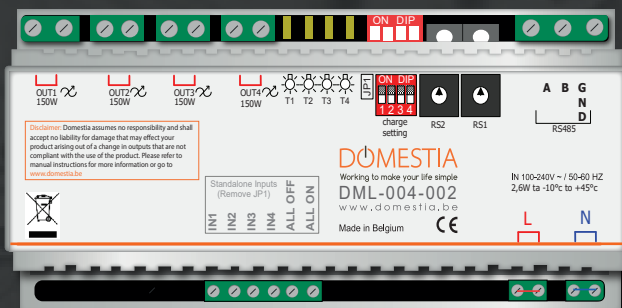 ON DIP
OUT1 150W
OUT2 150W
OUT3 150W
OUT4 150W
T1 T2 T3 T4
JP1
ON DIP
1 2 3 4
charge
setting
RS2
RS1
A B GND
RS485
Disclaimer: Domestia assumes no responsibility and shall
accept no liability for damage that may effect your
product arising out of a change in outputs that are not
compliant with the use of the product. Please refer to
manual instructions for more information or go to
www.domestia.be
DOMESTIA
Working to make your life simple
DML-004-002
www.domestia.be
Made in Belgium
CE
Standalone Inputs
(Remove JP1)
IN1
IN2
IN3
IN4
ALL OFF
ALL ON
IN 100-240V ~ / 50-60 HZ
2,6W ta -10°c to +45°c
L
N